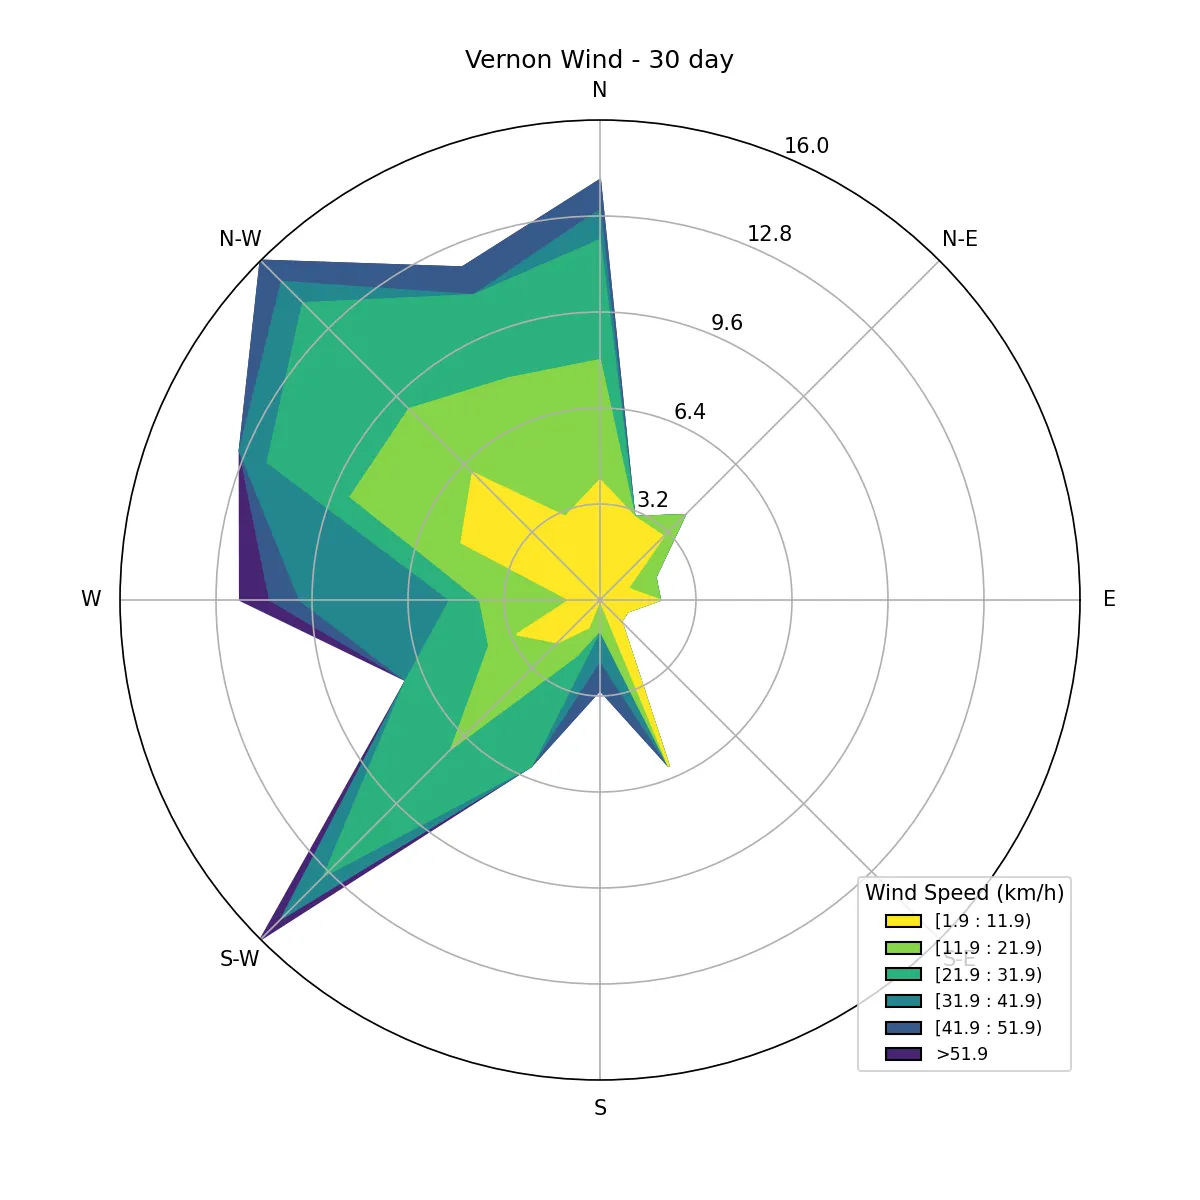 Vernon Wind - 30 day
N
16.0
12.8
N-W
N-E
9.6
6.4
3.2
W
E
Wind Speed (km/h)
[1.9 : 11.9)
[11.9 : 21.9)
S-W
S-E
[21.9 : 31.9)
[31.9 : 41.9)
[41.9 : 51.9)
>51.9
S